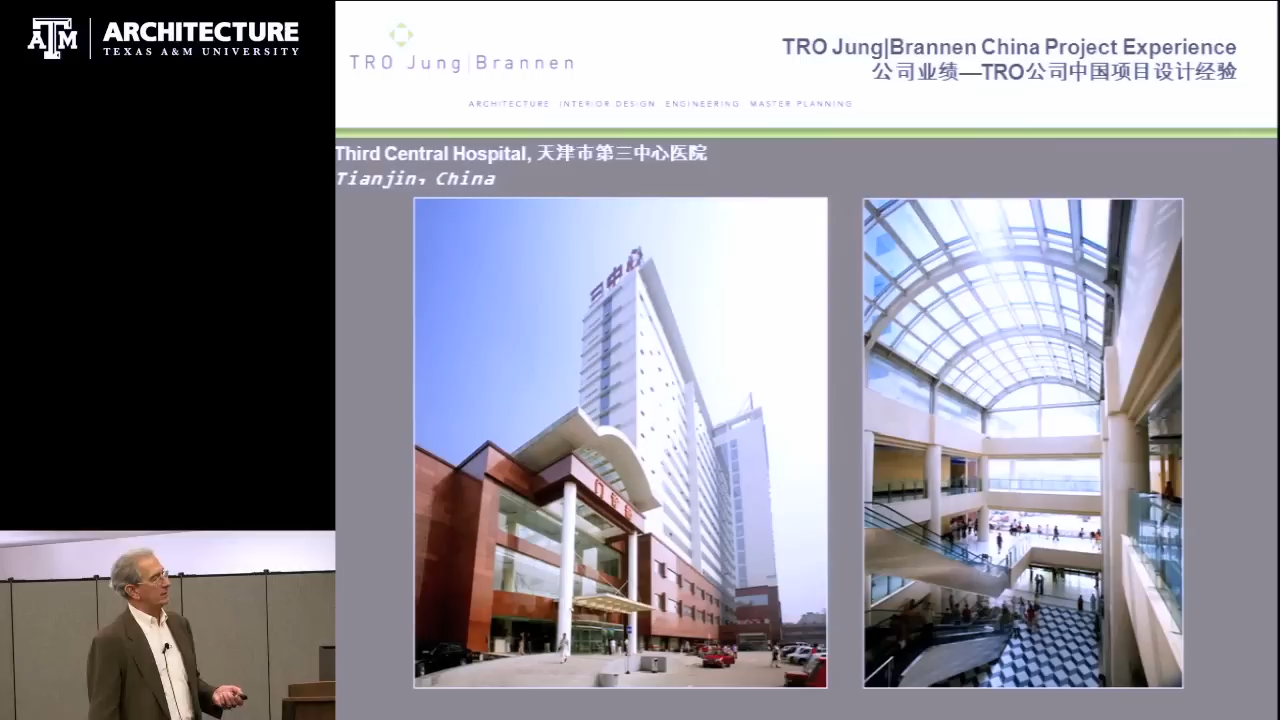 ATM
ARCHITECTURE
TEXAS A&M UNIVERSITY
TRO Jung|Brannen
TRO Jung|Brannen China Project Experience
公司业绩—TRO公司中国项目设计经验
ARCHITECTURE INTERIOR DESIGN ENGINEERING MASTER PLANNING
Third Central Hospital, 天津市第三中心医院
Tianjin, China
三中心